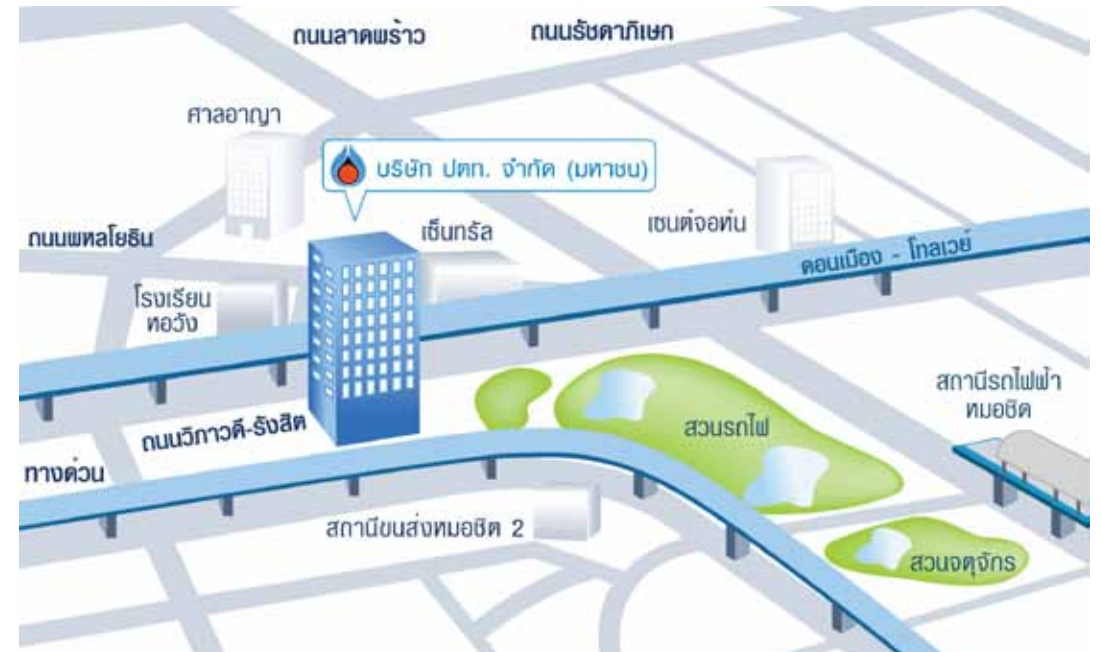 ถนนลาดพร้าว
ถนนรัชดาภิเษก
ศาลอาญา
บริษัท ปตท. จำกัด (มหาชน)
เซ็นทรัล
เซนต์จอห์น
ถนนพหลโยธิน
ดอนเมือง - โทลเวย์
โรงเรียน
หอวัง
สถานีรถไฟฟ้า
หมอชิต
ถนนวิภาวดี-รังสิต
สวนรถไฟ
ทางด่วน
สถานีขนส่งหมอชิต 2
สวนจตุจักร